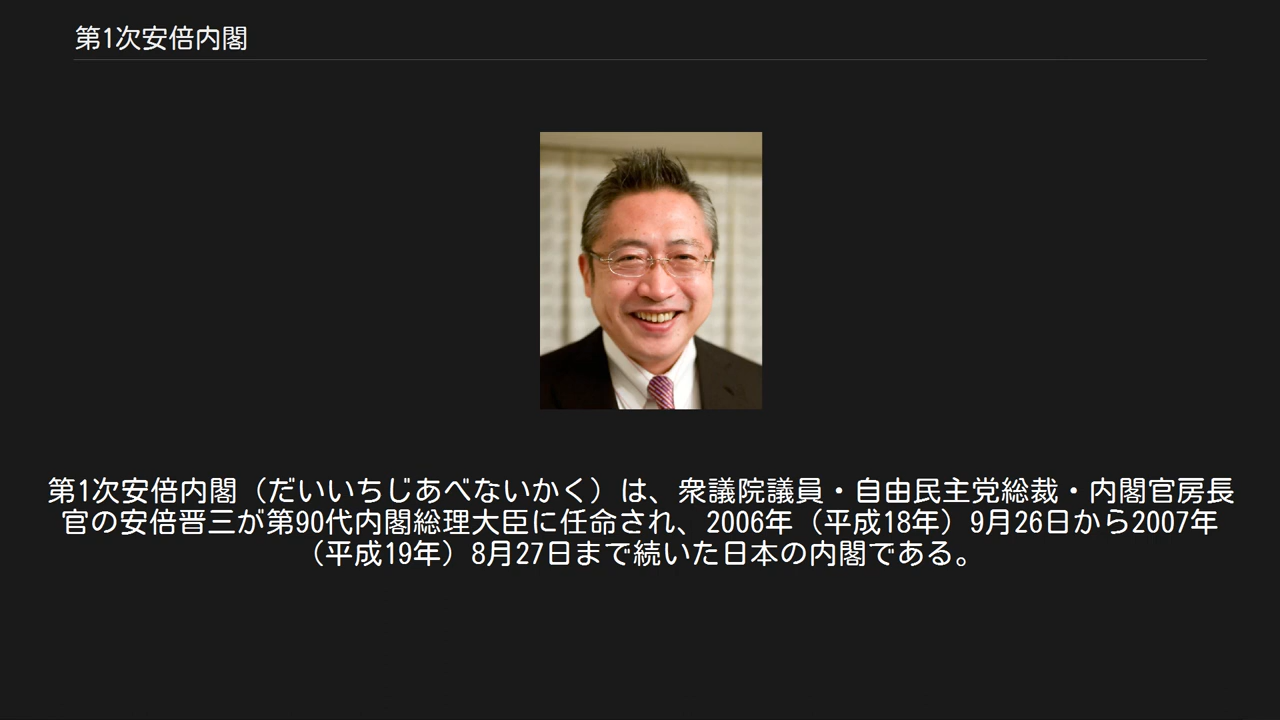 第1次安倍内閣
第1次安倍内閣（だいいちじあべないかく）は、衆議院議員・自由民主党総裁・内閣官房長
官の安倍晋三が第90代内閣総理大臣に任命され、2006年（平成18年）9月26日から2007年
（平成19年）8月27日まで続いた日本の内閣である。